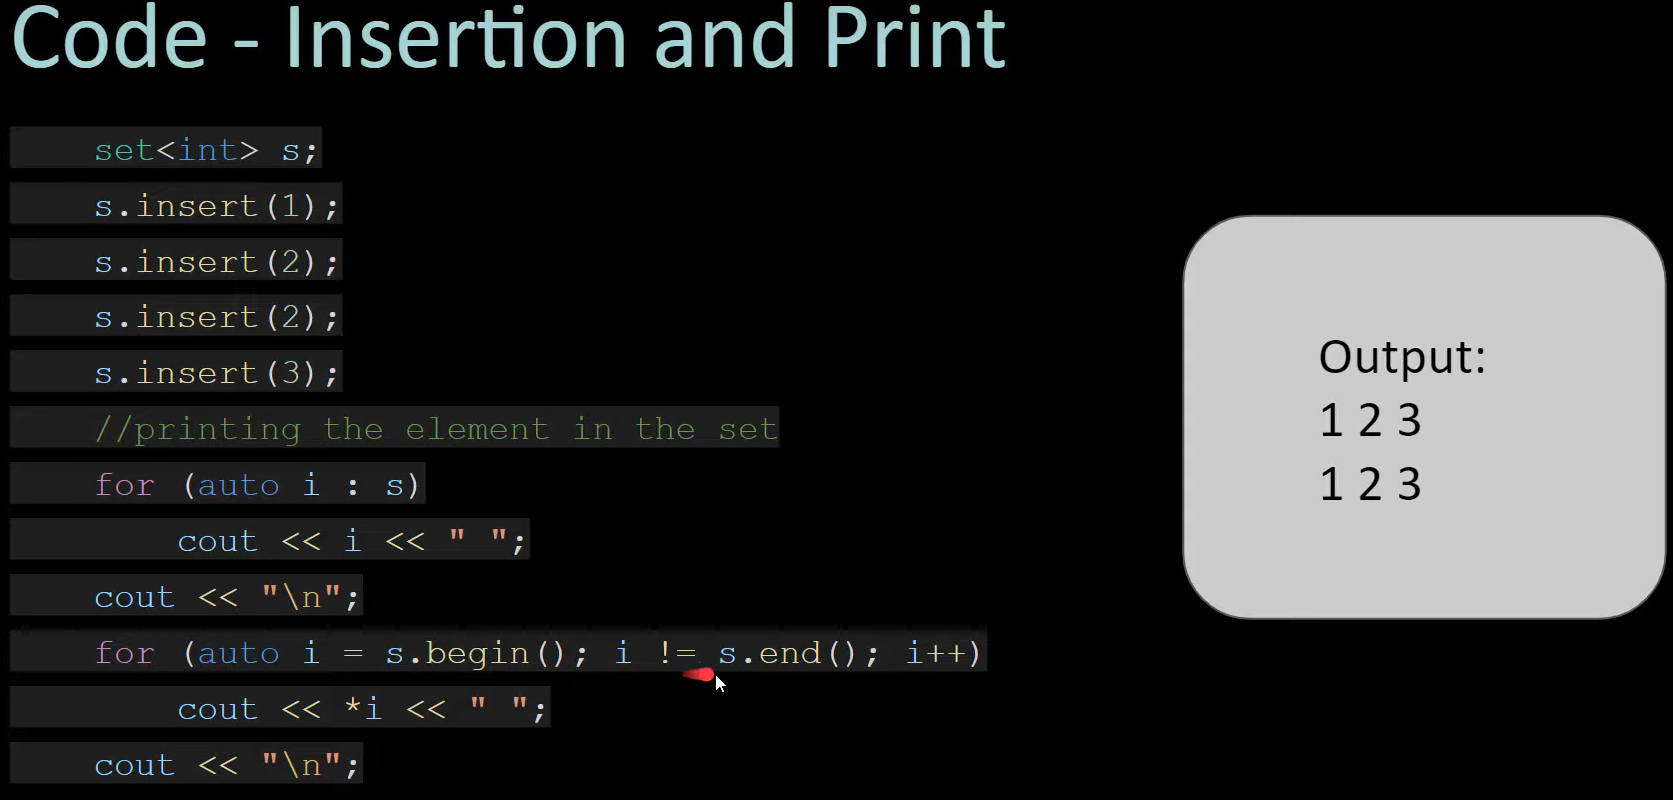 Code - Insertion and Print
set<int> s;
s.insert(1);
s.insert(2);
s.insert(2);
s.insert(3);
//printing the element in the set
for (auto i : s)
cout << i << " ";
cout << "\n";
for (auto i = s.begin(); i != s.end(); i++)
cout << *i << " ";
cout << "\n";
Output:
1 2 3
1 2 3